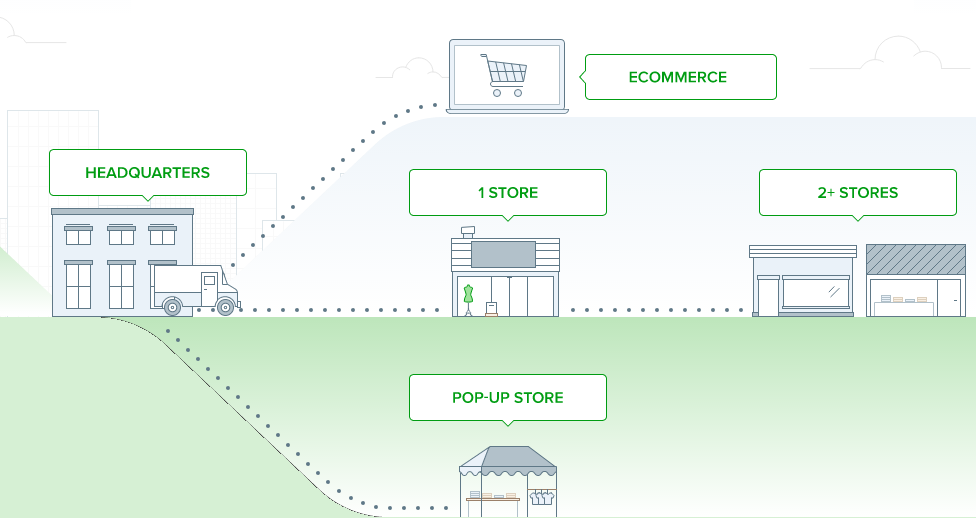 ECOMMERCE
HEADQUARTERS
1 STORE
2+ STORES
POP-UP STORE